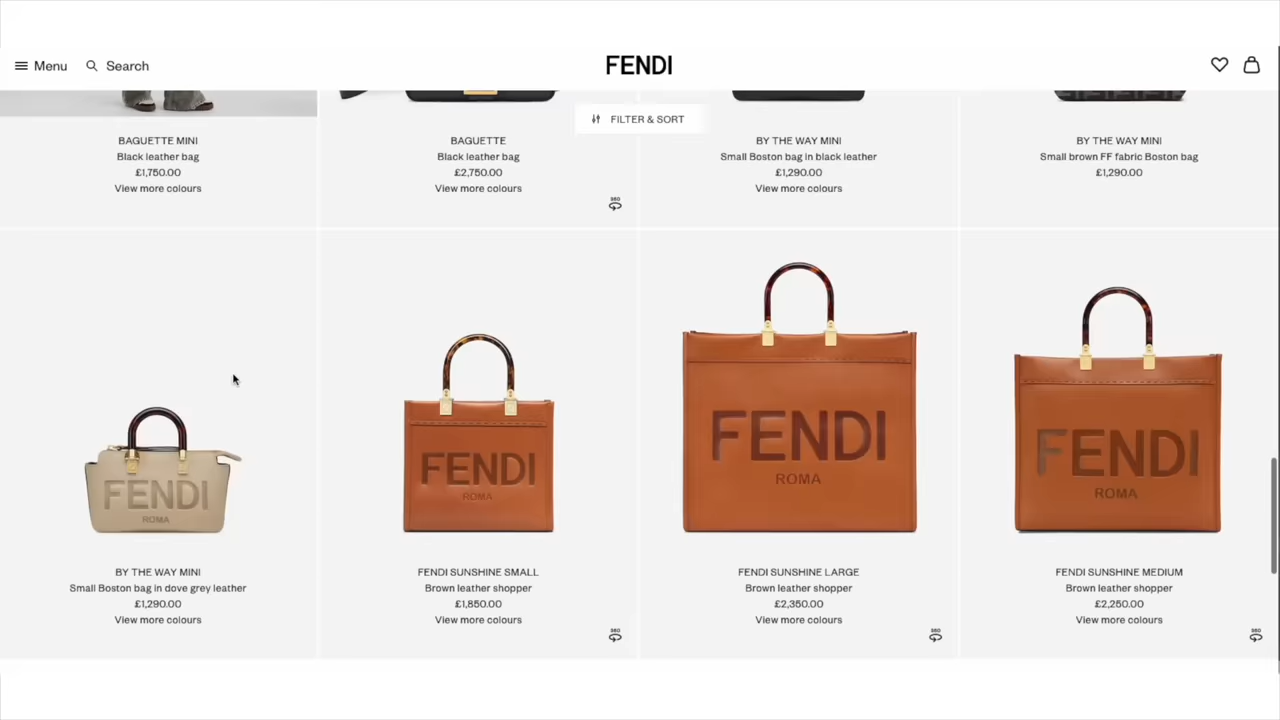 Menu
Search
FENDI
FILTER & SORT
BAGUETTE MINI
Black leather bag
£1,750.00
View more colours
BAGUETTE
Black leather bag
£2,750.00
View more colours
360
BY THE WAY MINI
Small Boston bag in black leather
£1,290.00
View more colours
BY THE WAY MINI
Small brown FF fabric Boston bag
£1,290.00
FENDI
ROMA
BY THE WAY MINI
Small Boston bag in dove grey leather
£1,290.00
View more colours
FENDI
ROMA
FENDI SUNSHINE SMALL
Brown leather shopper
£1,850.00
View more colours
360
FENDI
ROMA
FENDI SUNSHINE LARGE
Brown leather shopper
£2,350.00
View more colours
360
FENDI
ROMA
FENDI SUNSHINE MEDIUM
Brown leather shopper
£2,250.00
View more colours
360